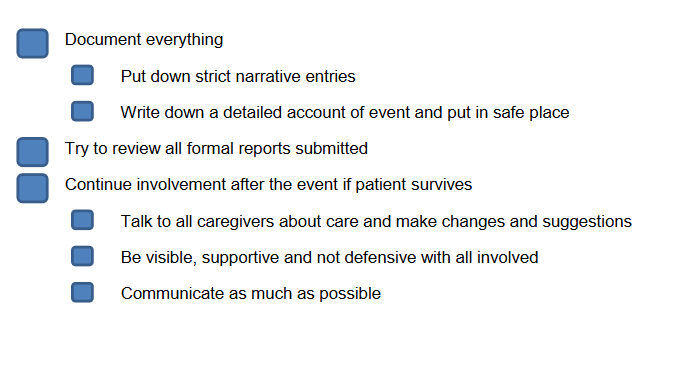 Document everything
Put down strict narrative entries
Write down a detailed account of event and put in safe place
Try to review all formal reports submitted
Continue involvement after the event if patient survives
Talk to all caregivers about care and make changes and suggestions
Be visible, supportive and not defensive with all involved
Communicate as much as possible